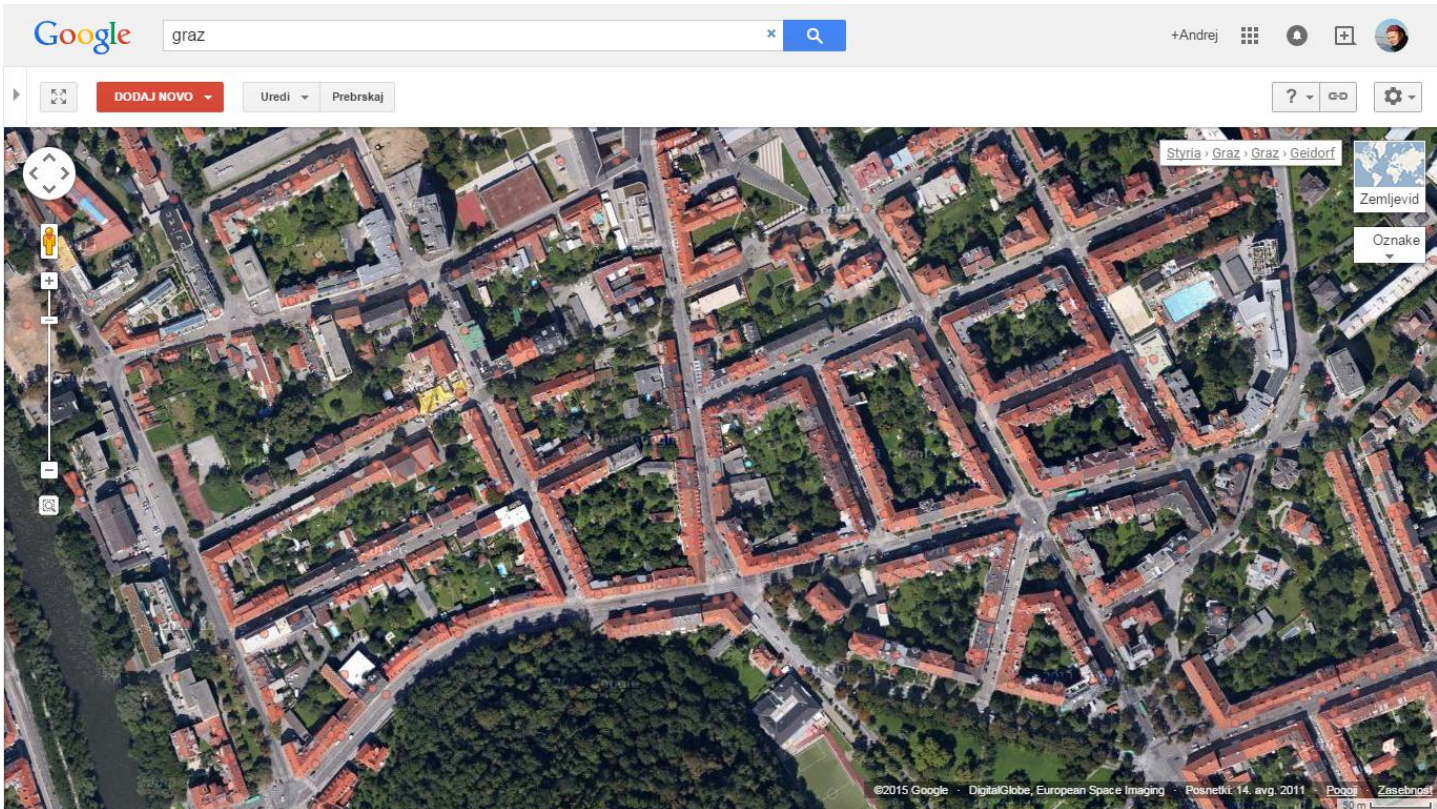 Google
graz
×
+Andrej
DODAJ NOVO
Uredi
Prebrskaj
?
Styria › Graz › Graz › Geidorf
Zemljevid
Oznake
©2015 Google - DigitalGlobe, European Space Imaging - Posnetki: 14. avg. 2011 - Pogoji - Zasebnost